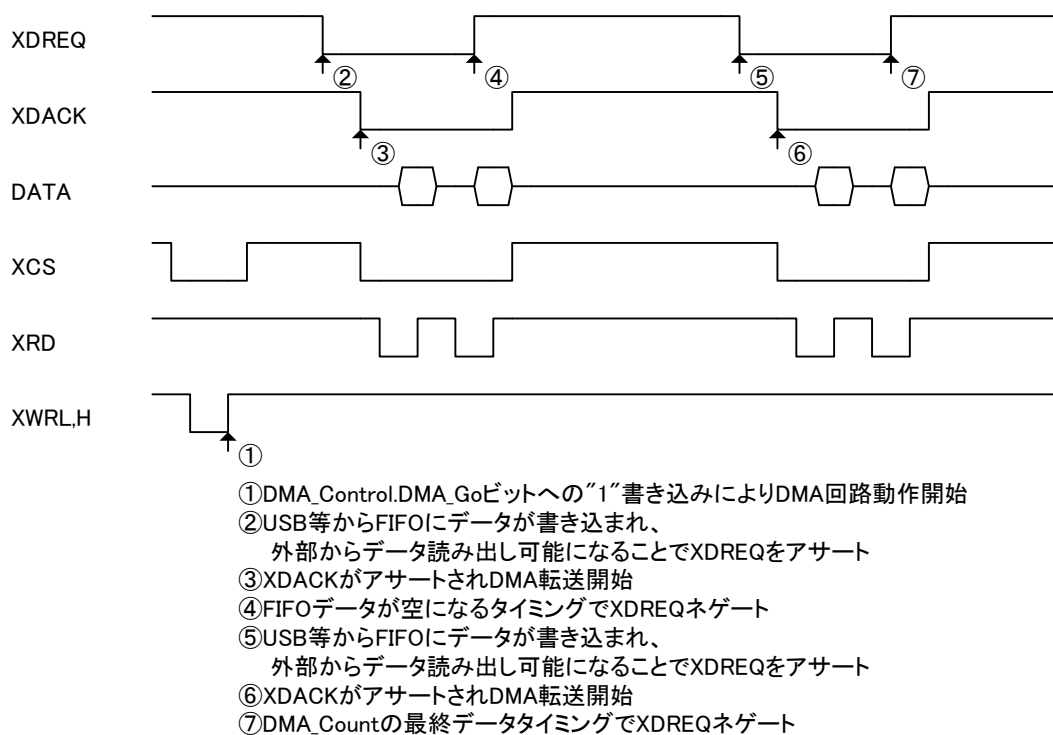 XDREQ
② ④ ⑤ ⑦
XDACK
③ ⑥
DATA
XCS
XRD
XWRL,H
①
①DMA_Control.DMA_Goビットへの"1"書き込みによりDMA回路動作開始
②USB等からFIFOにデータが書き込まれ、
外部からデータ読み出し可能になることでXDREQをアサート
③XDACKがアサートされDMA転送開始
④FIFOデータが空になるタイミングでXDREQネゲート
⑤USB等からFIFOにデータが書き込まれ、
外部からデータ読み出し可能になることでXDREQをアサート
⑥XDACKがアサートされDMA転送開始
⑦DMA_Countの最終データタイミングでXDREQネゲート